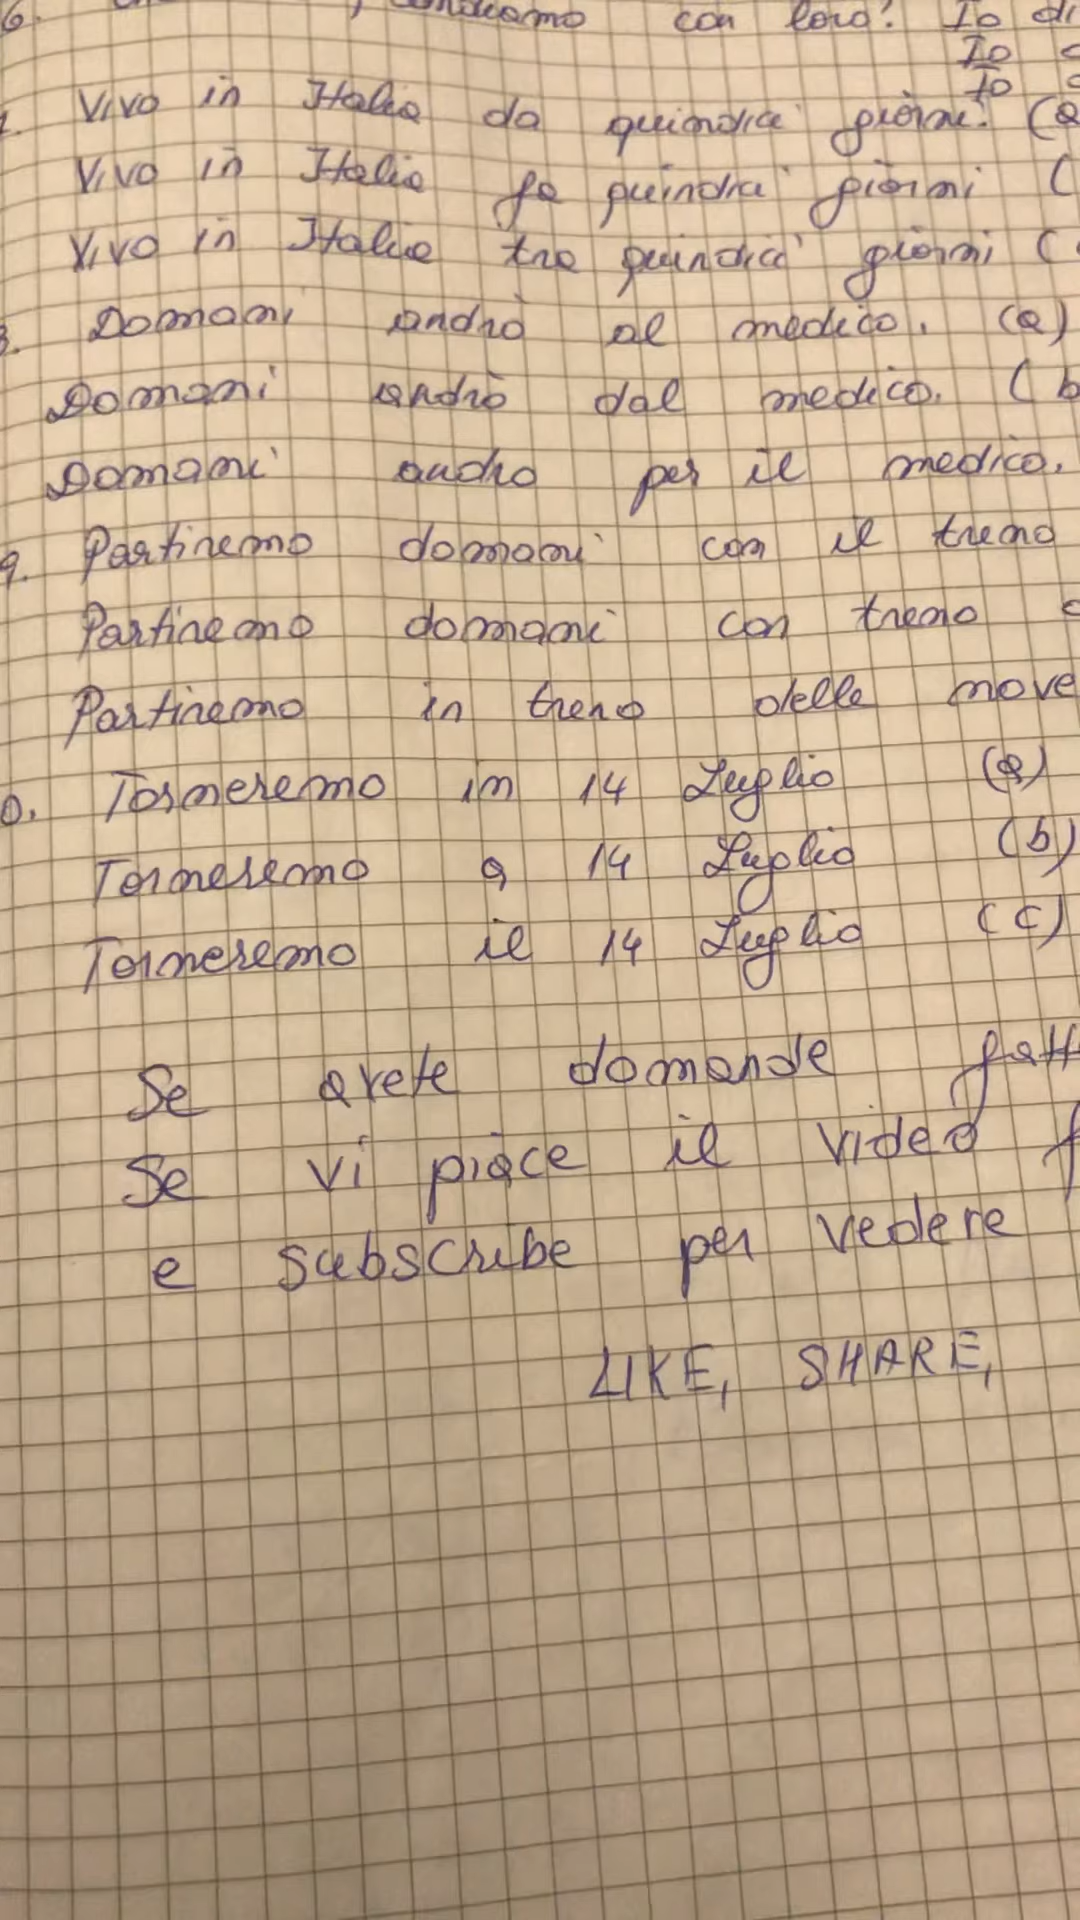 6. con loro? Io di
Io
Io
Vivo in Italia da quindici giorni. (a
Vivo in Italia fa quindici giorni (
Vivo in Italia tra quindici giorni (
8. Domani andrò al medico. (a)
Domani andrò dal medico. (b
Domani andrò per il medico.
9. Partiremo domani con il treno
Partiremo domani con treno
Partiremo in treno delle nove
0. Torneremo in 14 Luglio (a)
Torneremo a 14 Luglio (b)
Torneremo il 14 Luglio (c)
Se avete domande fatt
Se vi piace il video f
e subscribe per vedere
LIKE, SHARE,